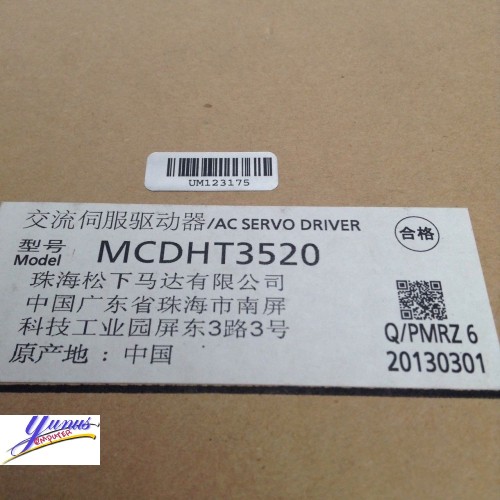 UM123175
交流伺服驱动器/AC SERVO DRIVER
合格
型号 Model MCDHT3520
珠海松下马达有限公司
中国广东省珠海市南屏
科技工业园屏东3路3号
原产地：中国
Q/PMRZ 6
20130301
Yunus
COMPUTER